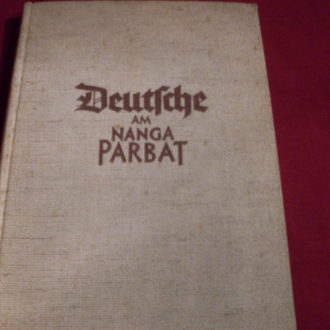 Deutſche
AM
NANGA
PARBAT